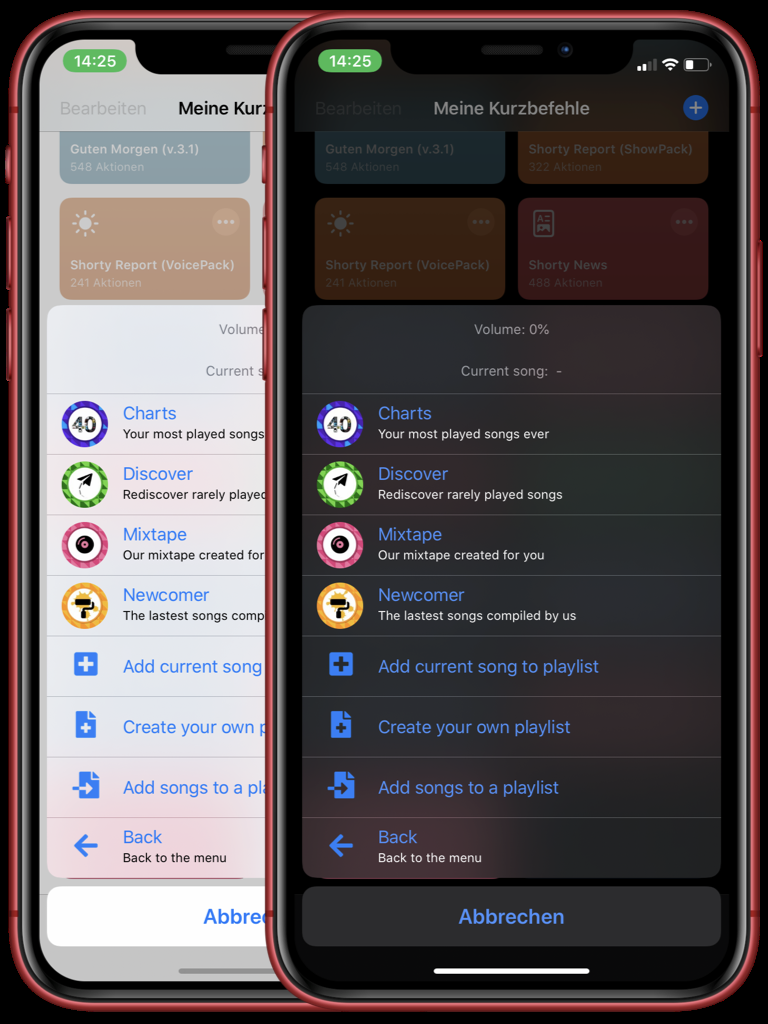 14:25
Bearbeiten
Meine Kurz
Guten Morgen (v.3.1)
548 Aktionen
Shorty Report (VoicePack)
241 Aktionen
Volume
Current s
Charts
Your most played songs
40
Discover
Rediscover rarely played
Mixtape
Our mixtape created for
Newcomer
The lastest songs comp
Add current song
Create your own p
Add songs to a pla
Back
Back to the menu
Abbrec
14:25
Bearbeiten
Meine Kurzbefehle
Guten Morgen (v.3.1)
548 Aktionen
Shorty Report (ShowPack)
322 Aktionen
Shorty Report (VoicePack)
241 Aktionen
Shorty News
488 Aktionen
Volume: 0%
Current song: -
40
Charts
Your most played songs ever
Discover
Rediscover rarely played songs
Mixtape
Our mixtape created for you
Newcomer
The lastest songs compiled by us
Add current song to playlist
Create your own playlist
Add songs to a playlist
Back
Back to the menu
Abbrechen